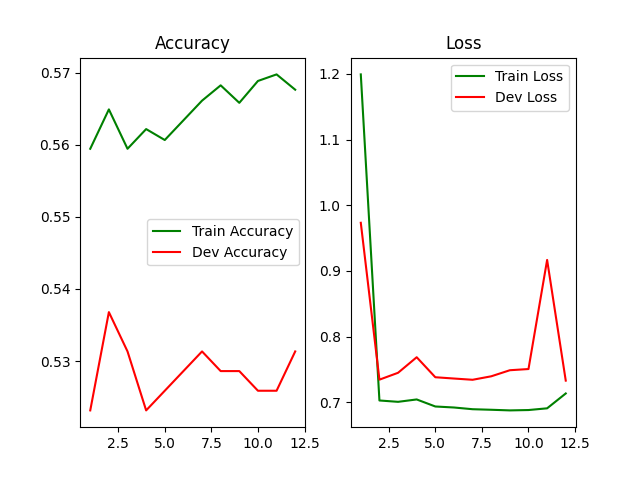 Accuracy
0.57
0.56
0.55
0.54
0.53
Train Accuracy
Dev Accuracy
2.5 5.0 7.5 10.0 12.5
Loss
1.2
1.1
1.0
0.9
0.8
0.7
Train Loss
Dev Loss
2.5 5.0 7.5 10.0 12.5